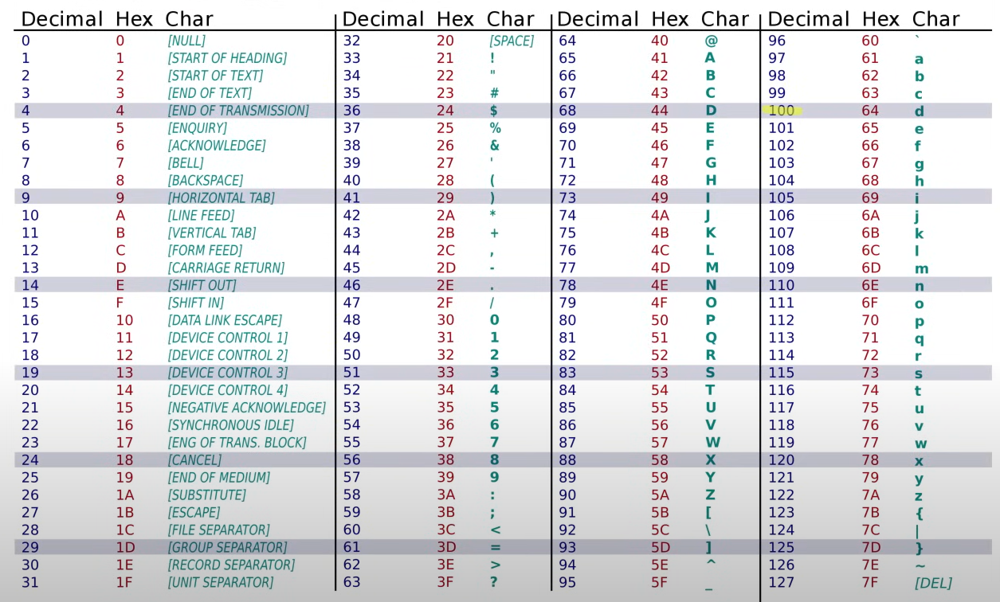 Decimal Hex Char Decimal Hex Char Decimal Hex Char Decimal Hex Char
0 0 [NULL] 32 20 [SPACE] 64 40 @ 96 60 `
1 1 [START OF HEADING] 33 21 ! 65 41 A 97 61 a
2 2 [START OF TEXT] 34 22 " 66 42 B 98 62 b
3 3 [END OF TEXT] 35 23 # 67 43 C 99 63 c
4 4 [END OF TRANSMISSION] 36 24 $ 68 44 D 100 64 d
5 5 [ENQUIRY] 37 25 % 69 45 E 101 65 e
6 6 [ACKNOWLEDGE] 38 26 & 70 46 F 102 66 f
7 7 [BELL] 39 27 ' 71 47 G 103 67 g
8 8 [BACKSPACE] 40 28 ( 72 48 H 104 68 h
9 9 [HORIZONTAL TAB] 41 29 ) 73 49 I 105 69 i
10 A [LINE FEED] 42 2A * 74 4A J 106 6A j
11 B [VERTICAL TAB] 43 2B + 75 4B K 107 6B k
12 C [FORM FEED] 44 2C , 76 4C L 108 6C l
13 D [CARRIAGE RETURN] 45 2D - 77 4D M 109 6D m
14 E [SHIFT OUT] 46 2E . 78 4E N 110 6E n
15 F [SHIFT IN] 47 2F / 79 4F O 111 6F o
16 10 [DATA LINK ESCAPE] 48 30 0 80 50 P 112 70 p
17 11 [DEVICE CONTROL 1] 49 31 1 81 51 Q 113 71 q
18 12 [DEVICE CONTROL 2] 50 32 2 82 52 R 114 72 r
19 13 [DEVICE CONTROL 3] 51 33 3 83 53 S 115 73 s
20 14 [DEVICE CONTROL 4] 52 34 4 84 54 T 116 74 t
21 15 [NEGATIVE ACKNOWLEDGE] 53 35 5 85 55 U 117 75 u
22 16 [SYNCHRONOUS IDLE] 54 36 6 86 56 V 118 76 v
23 17 [ENG OF TRANS. BLOCK] 55 37 7 87 57 W 119 77 w
24 18 [CANCEL] 56 38 8 88 58 X 120 78 x
25 19 [END OF MEDIUM] 57 39 9 89 59 Y 121 79 y
26 1A [SUBSTITUTE] 58 3A : 90 5A Z 122 7A z
27 1B [ESCAPE] 59 3B ; 91 5B [ 123 7B {
28 1C [FILE SEPARATOR] 60 3C < 92 5C \ 124 7C |
29 1D [GROUP SEPARATOR] 61 3D = 93 5D ] 125 7D }
30 1E [RECORD SEPARATOR] 62 3E > 94 5E ^ 126 7E ~
31 1F [UNIT SEPARATOR] 63 3F ? 95 5F _ 127 7F [DEL]